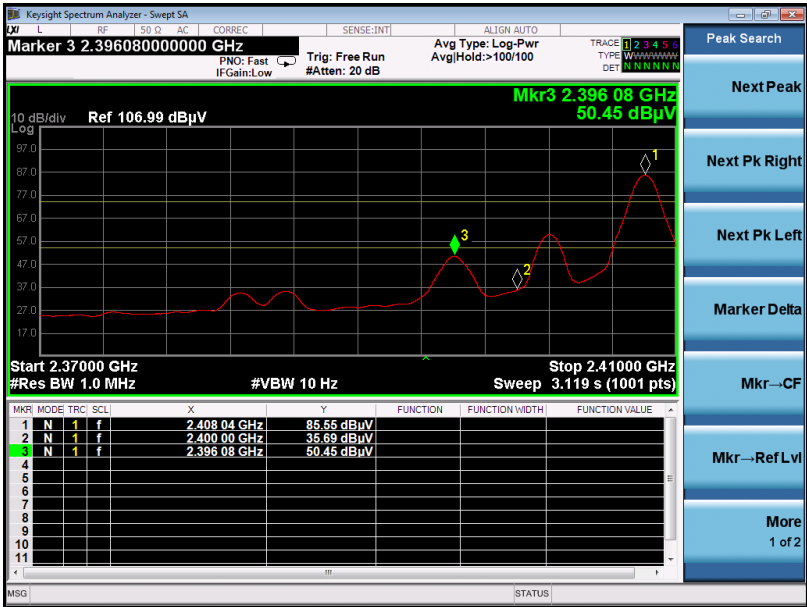 Keysight Spectrum Analyzer - Swept SA
LXI L RF 50 Ω AC CORREC SENSE:INT ALIGN AUTO
Marker 3 2.396080000000 GHz
PNO: Fast
IFGain:Low
Trig: Free Run
#Atten: 20 dB
Avg Type: Log-Pwr
Avg|Hold:>100/100
TRACE 1 2 3 4 5 6
TYPE WWWWWW
DET N N N N N N
Mkr3 2.396 08 GHz
50.45 dBµV
10 dB/div Ref 106.99 dBµV
Log
97.0
87.0
77.0
67.0
57.0
47.0
37.0
27.0
17.0
1
3
2
Start 2.37000 GHz Stop 2.41000 GHz
#Res BW 1.0 MHz #VBW 10 Hz Sweep 3.119 s (1001 pts)
MKR MODE TRC SCL X Y FUNCTION FUNCTION WIDTH FUNCTION VALUE
1 N 1 f 2.408 04 GHz 85.55 dBµV
2 N 1 f 2.400 00 GHz 35.69 dBµV
3 N 1 f 2.396 08 GHz 50.45 dBµV
4
5
6
7
8
9
10
11
MSG STATUS
Peak Search
Next Peak
Next Pk Right
Next Pk Left
Marker Delta
Mkr→CF
Mkr→Ref Lvl
More
1 of 2